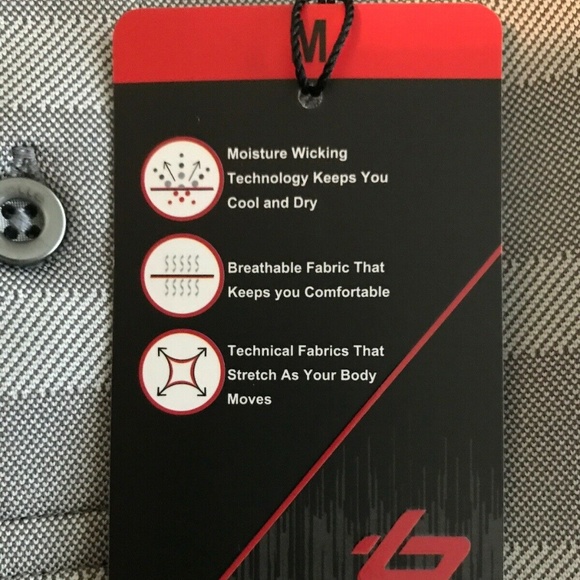 M
Moisture Wicking
Technology Keeps You
Cool and Dry
Breathable Fabric That
Keeps you Comfortable
Technical Fabrics That
Stretch As Your Body
Moves